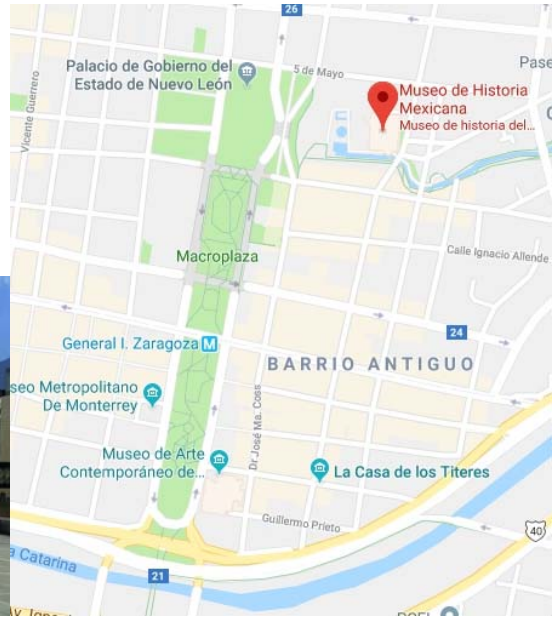 26
Palacio de Gobierno del
Estado de Nuevo León
5 de Mayo
Pase
Museo de Historia
Mexicana
Museo de historia del...
Vicente Guerrero
Macroplaza
Calle Ignacio Allende
General I. Zaragoza M
24
BARRIO ANTIGUO
seo Metropolitano
De Monterrey
Dr. José Ma. Coss
Museo de Arte
Contemporáneo de...
La Casa de los Titeres
Guillermo Prieto
40
a Catarina
21